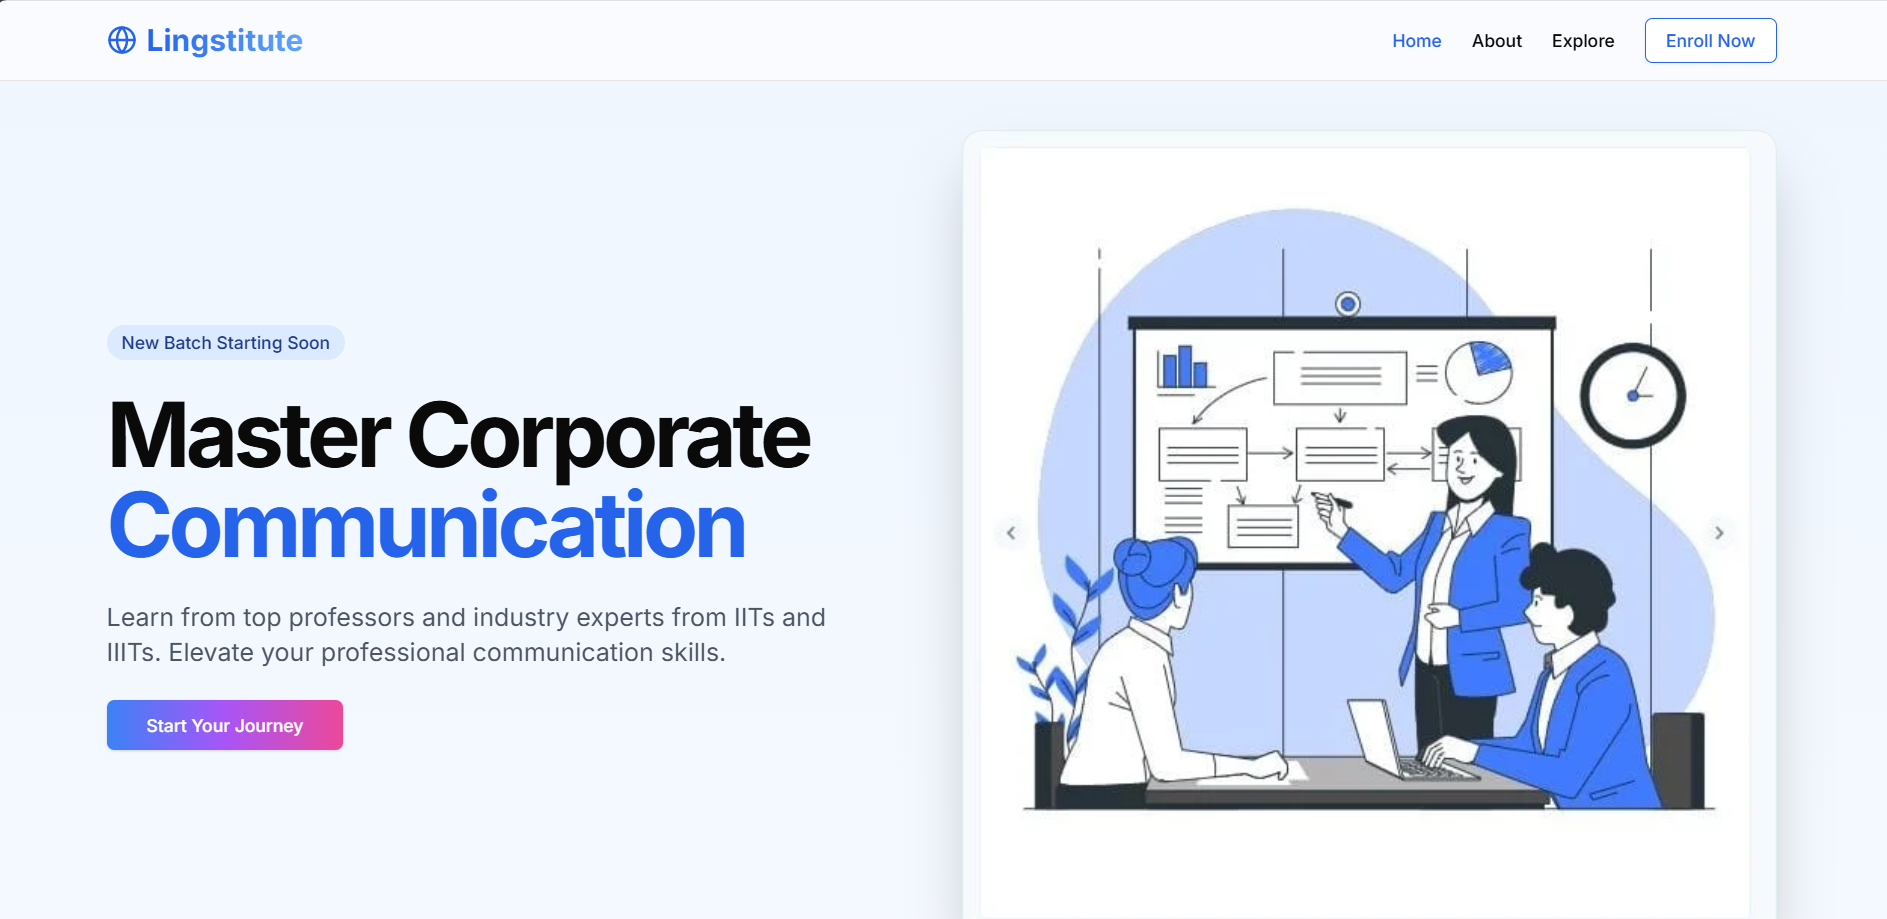 Lingstitute
Home
About
Explore
Enroll Now
New Batch Starting Soon
Master Corporate
Communication
Learn from top professors and industry experts from IITs and
IIITs. Elevate your professional communication skills.
Start Your Journey